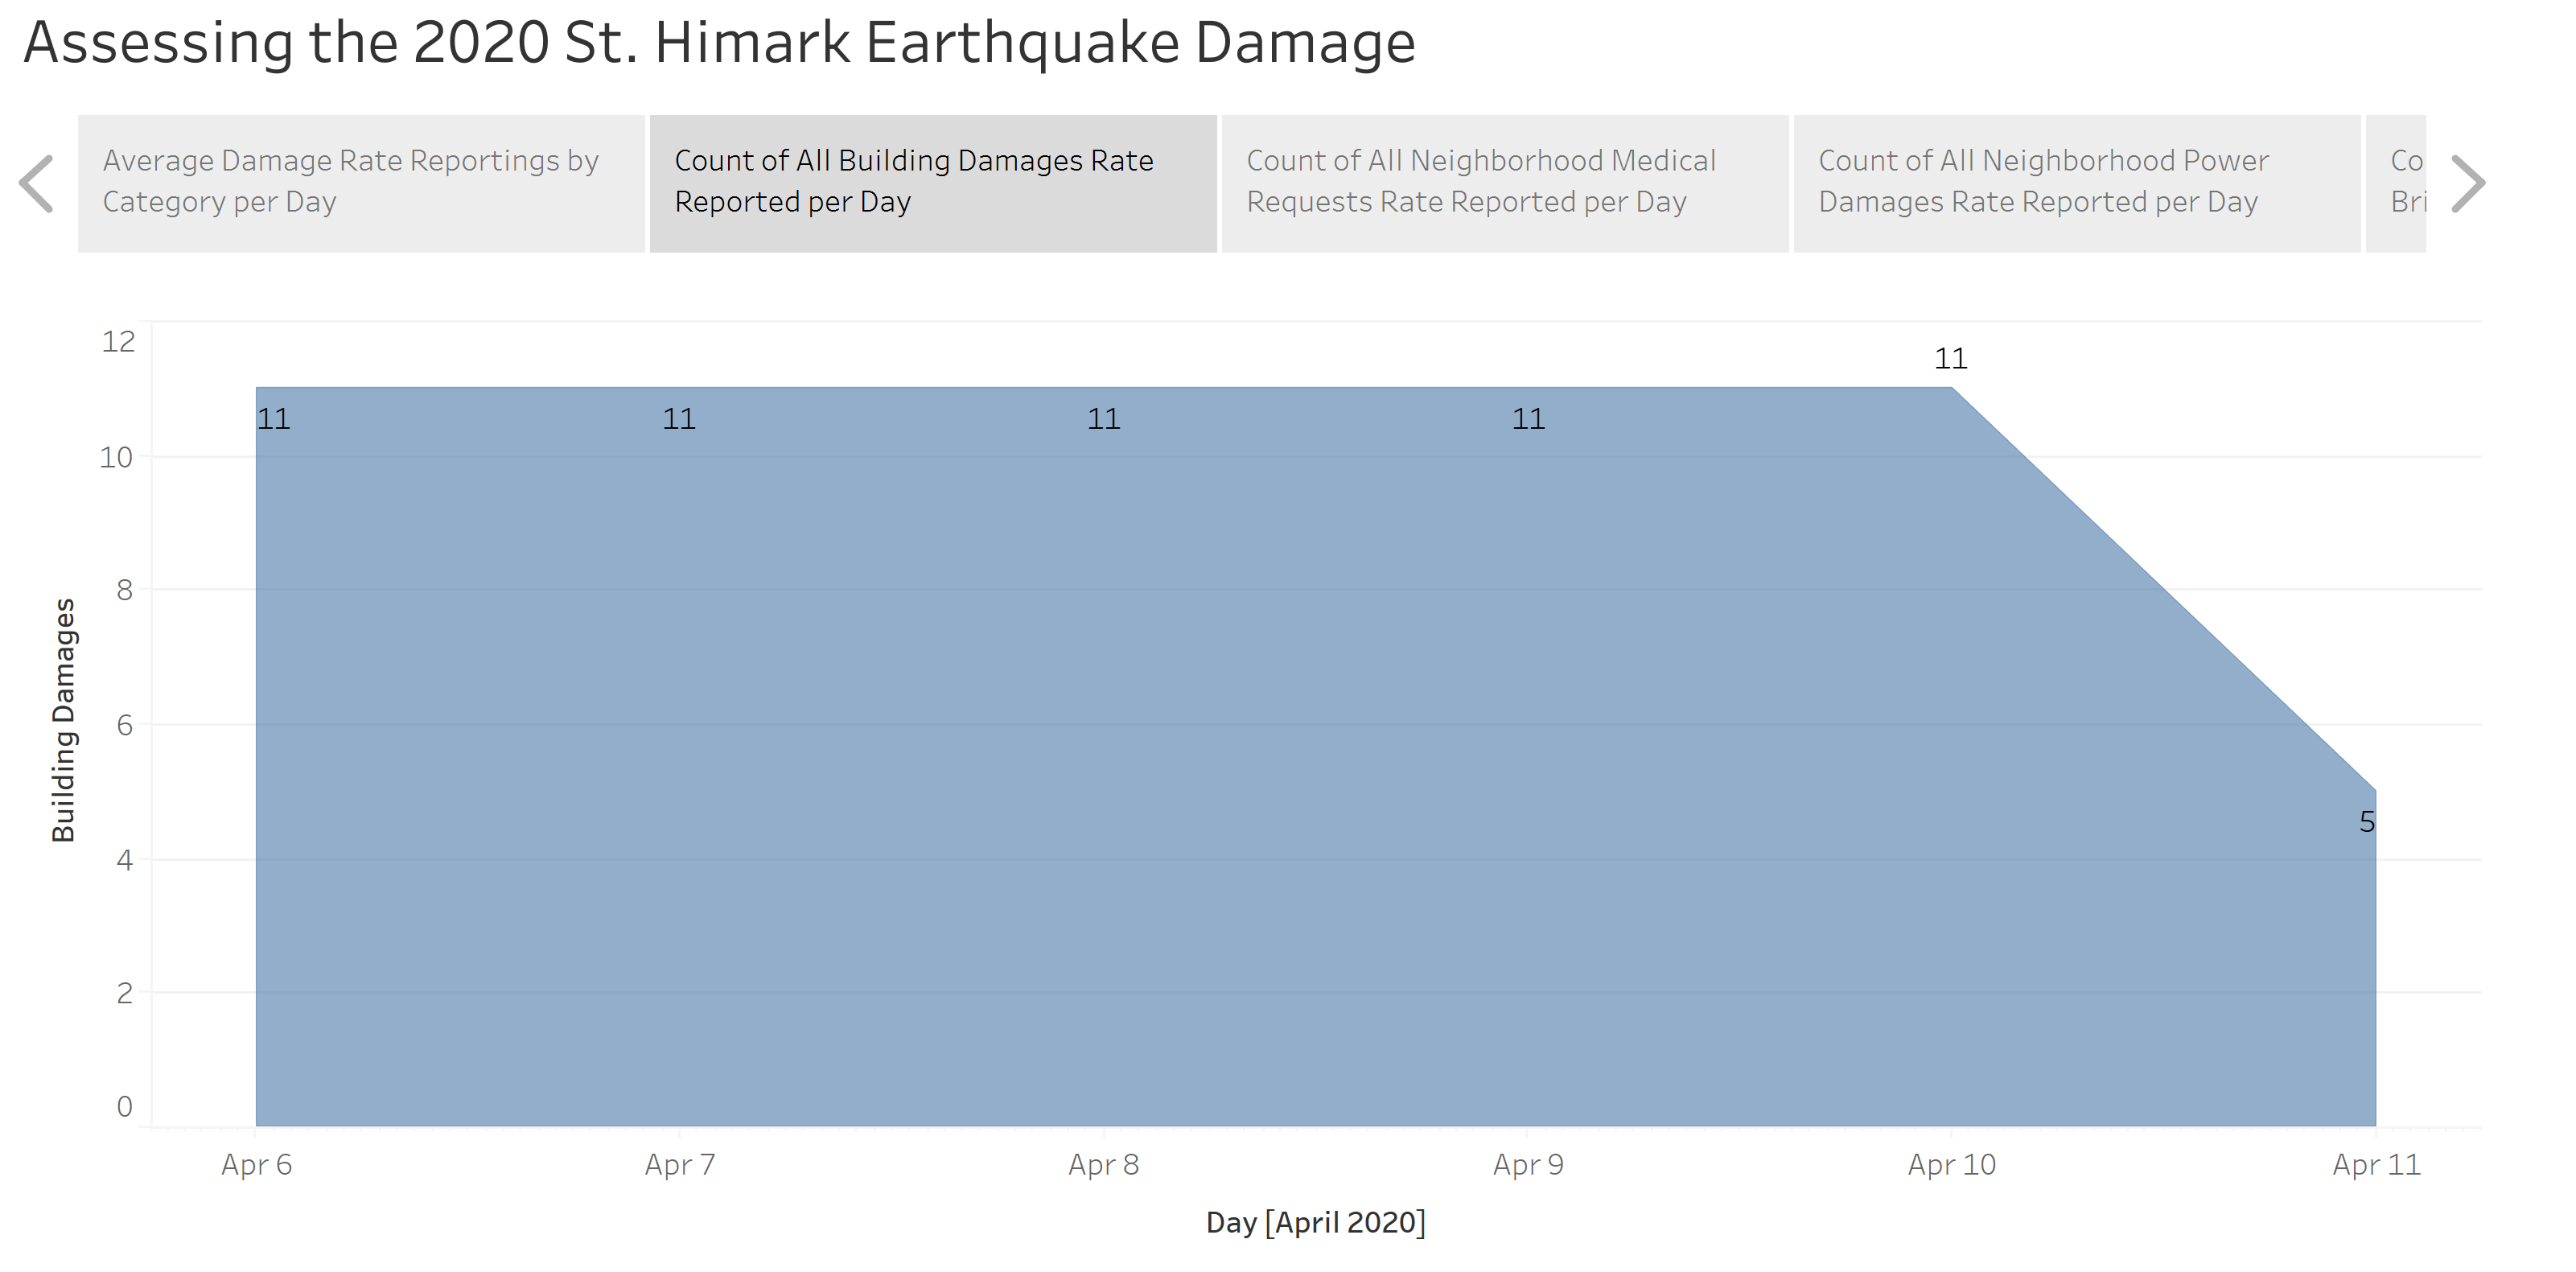 Assessing the 2020 St. Himark Earthquake Damage
Average Damage Rate Reportings by
Category per Day
Count of All Building Damages Rate
Reported per Day
Count of All Neighborhood Medical
Requests Rate Reported per Day
Count of All Neighborhood Power
Damages Rate Reported per Day
Co
Bri
12
10
8
6
4
2
0
Building Damages
11
11
11
11
11
5
Apr 6
Apr 7
Apr 8
Apr 9
Apr 10
Apr 11
Day [April 2020]